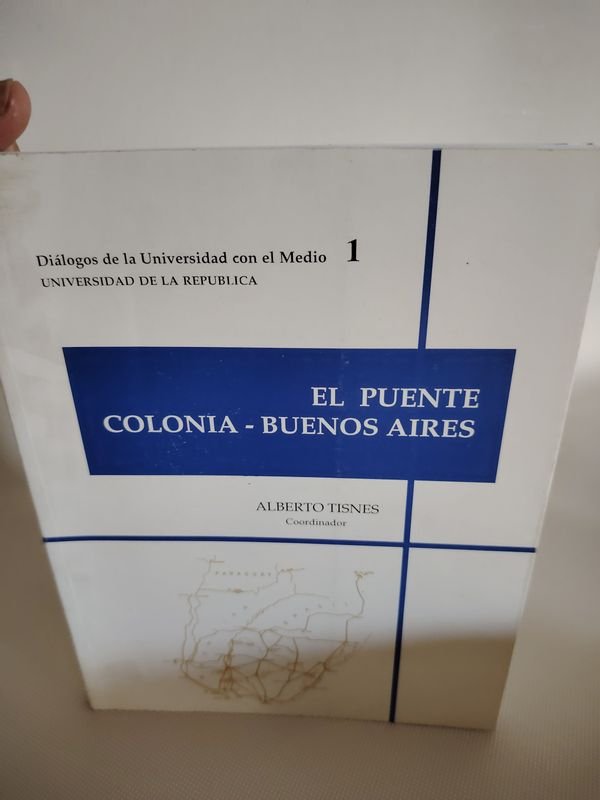 Diálogos de la Universidad con el Medio 1
UNIVERSIDAD DE LA REPUBLICA
EL PUENTE
COLONIA - BUENOS AIRES
ALBERTO TISNES
Coordinador
PARAGUAY